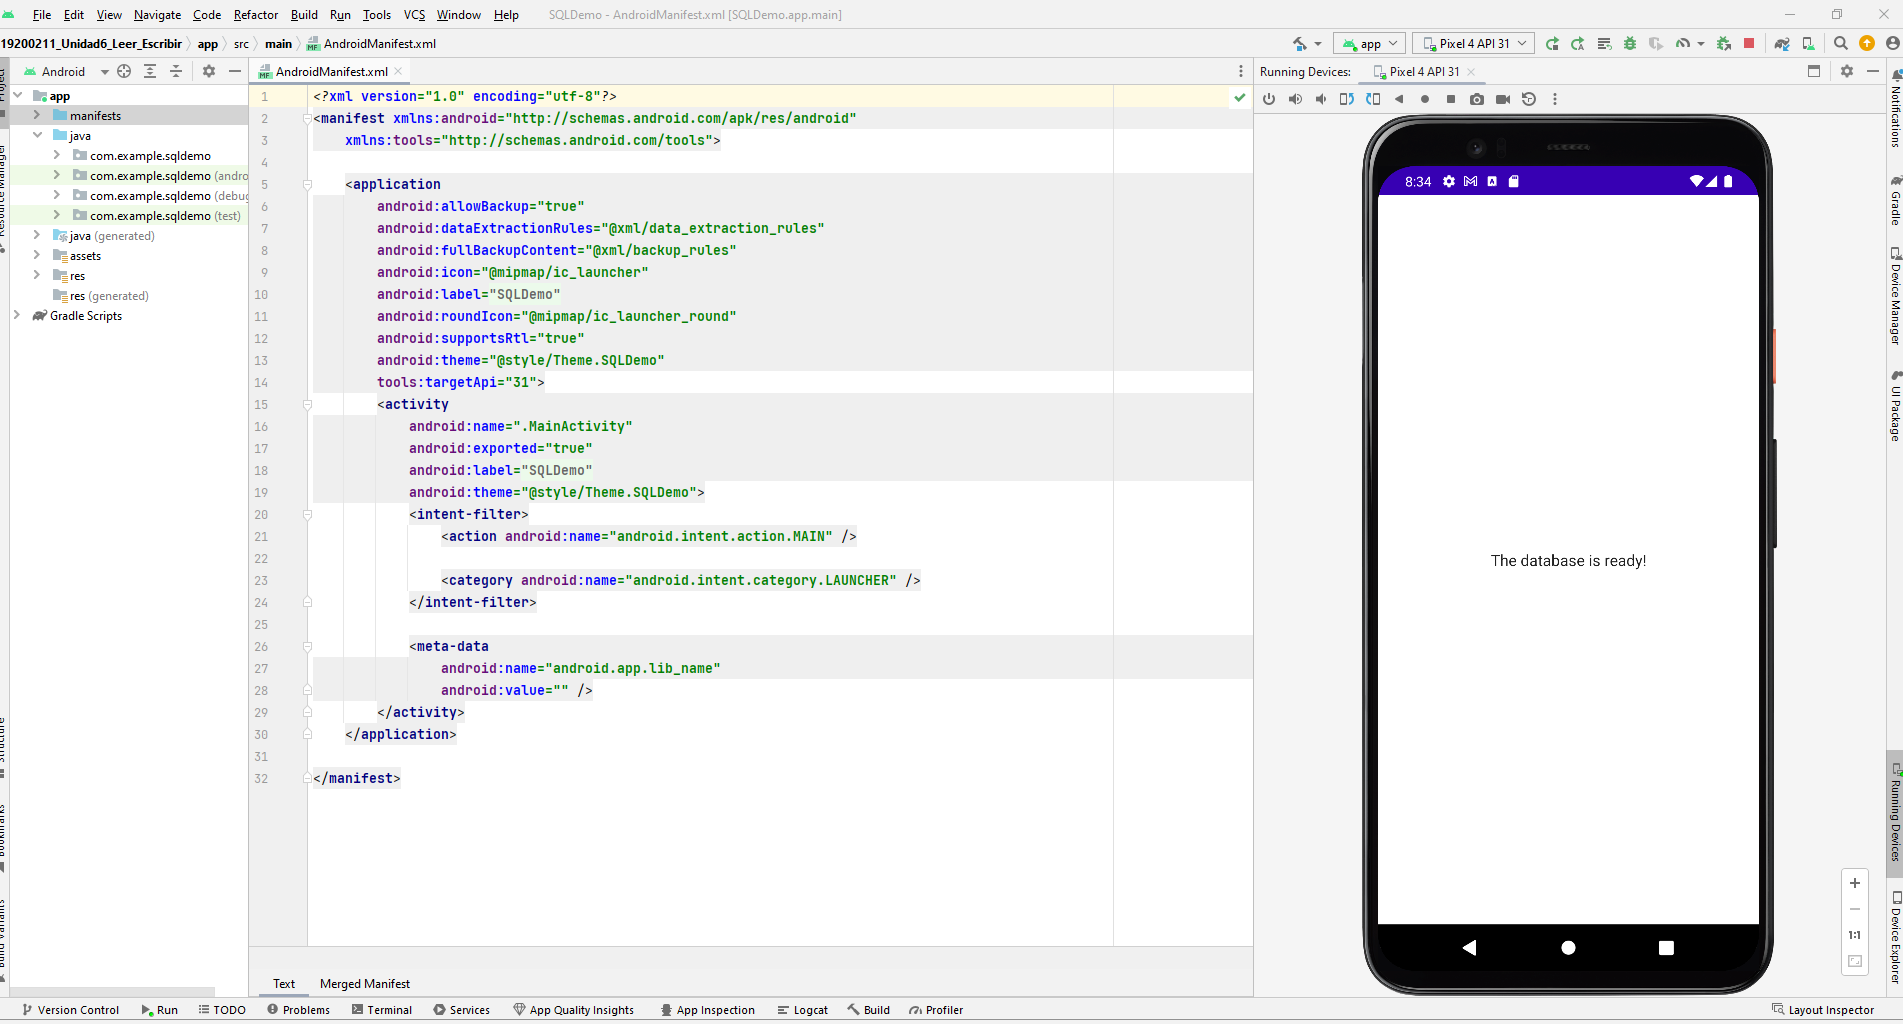 File Edit View Navigate Code Refactor Build Run Tools VCS Window Help SQLDemo - AndroidManifest.xml [SQLDemo.app.main]
19200211_Unidad6_Leer_Escribir app src main AndroidManifest.xml app Pixel 4 API 31
Android
app
manifests
java
com.example.sqldemo
com.example.sqldemo (andro
com.example.sqldemo (debug
com.example.sqldemo (test)
java (generated)
assets
res
res (generated)
Gradle Scripts
AndroidManifest.xml
1 <?xml version="1.0" encoding="utf-8"?>
2 <manifest xmlns:android="http://schemas.android.com/apk/res/android"
3 xmlns:tools="http://schemas.android.com/tools">
4
5 <application
6 android:allowBackup="true"
7 android:dataExtractionRules="@xml/data_extraction_rules"
8 android:fullBackupContent="@xml/backup_rules"
9 android:icon="@mipmap/ic_launcher"
10 android:label="SQLDemo"
11 android:roundIcon="@mipmap/ic_launcher_round"
12 android:supportsRtl="true"
13 android:theme="@style/Theme.SQLDemo"
14 tools:targetApi="31">
15 <activity
16 android:name=".MainActivity"
17 android:exported="true"
18 android:label="SQLDemo"
19 android:theme="@style/Theme.SQLDemo">
20 <intent-filter>
21 <action android:name="android.intent.action.MAIN" />
22
23 <category android:name="android.intent.category.LAUNCHER" />
24 </intent-filter>
25
26 <meta-data
27 android:name="android.app.lib_name"
28 android:value="" />
29 </activity>
30 </application>
31
32 </manifest>
Text Merged Manifest
Running Devices: Pixel 4 API 31
8:34
The database is ready!
1:1
Notifications
Gradle
Device Manager
UI Package
Running Devices
Device Explorer
Version Control Run TODO Problems Terminal Services App Quality Insights App Inspection Logcat Build Profiler Layout Inspector